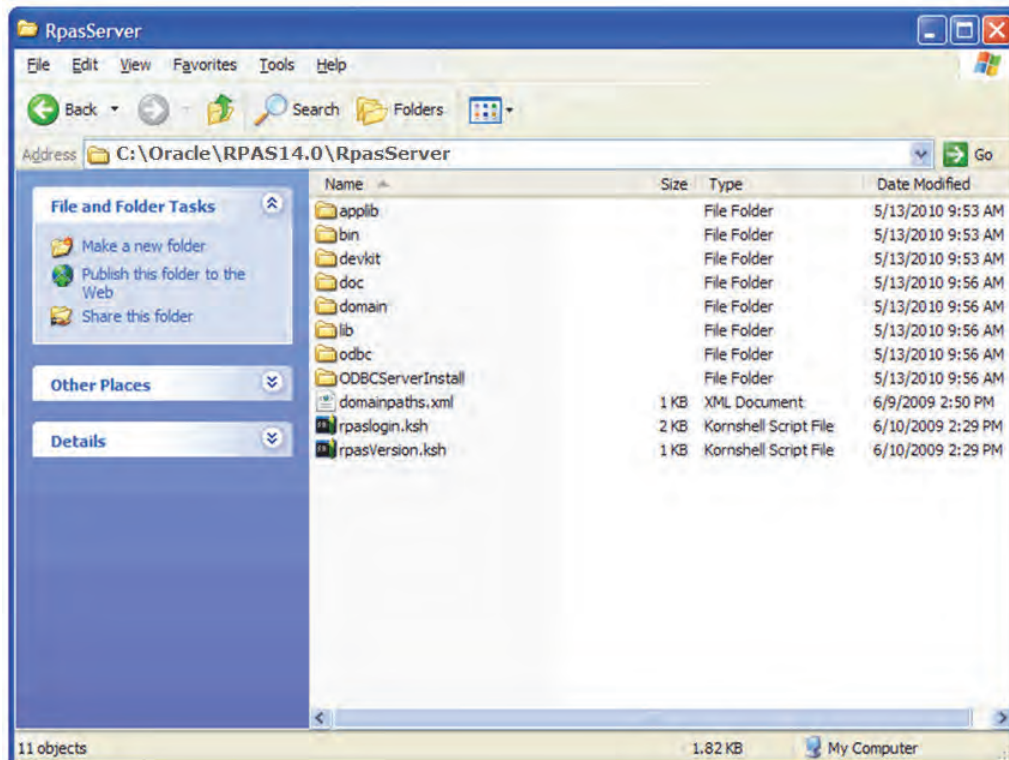 RpasServer
File Edit View Favorites Tools Help
Back Search Folders
Address C:\Oracle\RPAS14.0\RpasServer Go
File and Folder Tasks
Make a new folder
Publish this folder to the
Web
Share this folder
Other Places
Details
Name Size Type Date Modified
applib File Folder 5/13/2010 9:53 AM
bin File Folder 5/13/2010 9:53 AM
devkit File Folder 5/13/2010 9:53 AM
doc File Folder 5/13/2010 9:56 AM
domain File Folder 5/13/2010 9:56 AM
lib File Folder 5/13/2010 9:56 AM
odbc File Folder 5/13/2010 9:56 AM
ODBCServerInstall File Folder 5/13/2010 9:56 AM
domainpaths.xml 1 KB XML Document 6/9/2009 2:50 PM
rpaslogin.ksh 2 KB Kornshell Script File 6/10/2009 2:29 PM
rpasVersion.ksh 1 KB Kornshell Script File 6/10/2009 2:29 PM
11 objects 1.82 KB My Computer